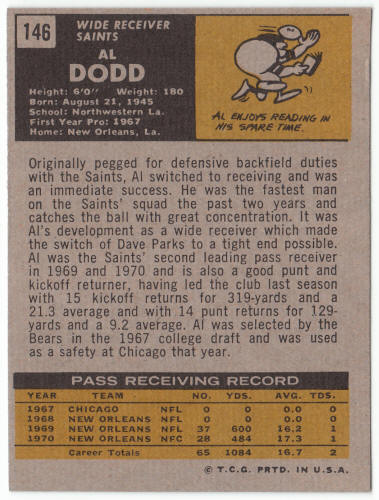 146
WIDE RECEIVER
SAINTS
AL
DODD
Height: 6'0" Weight: 180
Born: August 21, 1945
School: Northwestern La.
First Year Pro: 1967
Home: New Orleans, La.
AL ENJOYS READING IN
HIS SPARE TIME.
Originally pegged for defensive backfield duties
with the Saints, Al switched to receiving and was
an immediate success. He was the fastest man
on the Saints' squad the past two years and
catches the ball with great concentration. It was
Al's development as a wide receiver which made
the switch of Dave Parks to a tight end possible.
Al was the Saints' second leading pass receiver
in 1969 and 1970 and is also a good punt and
kickoff returner, having led the club last season
with 15 kickoff returns for 319-yards and a
21.3 average and with 14 punt returns for 129-
yards and a 9.2 average. Al was selected by the
Bears in the 1967 college draft and was
used as a safety at Chicago that year.
PASS RECEIVING RECORD
YEAR TEAM NO. YDS. AVG. TDS.
1967 CHICAGO NFL 0 0 0.0 0
1968 NEW ORLEANS NFL 0 0 0.0 0
1969 NEW ORLEANS NFL 37 600 16.2 1
1970 NEW ORLEANS NFC 28 484 17.3 1
Career Totals 65 1084 16.7 2
© T.C.G. PRTD. IN U.S.A.